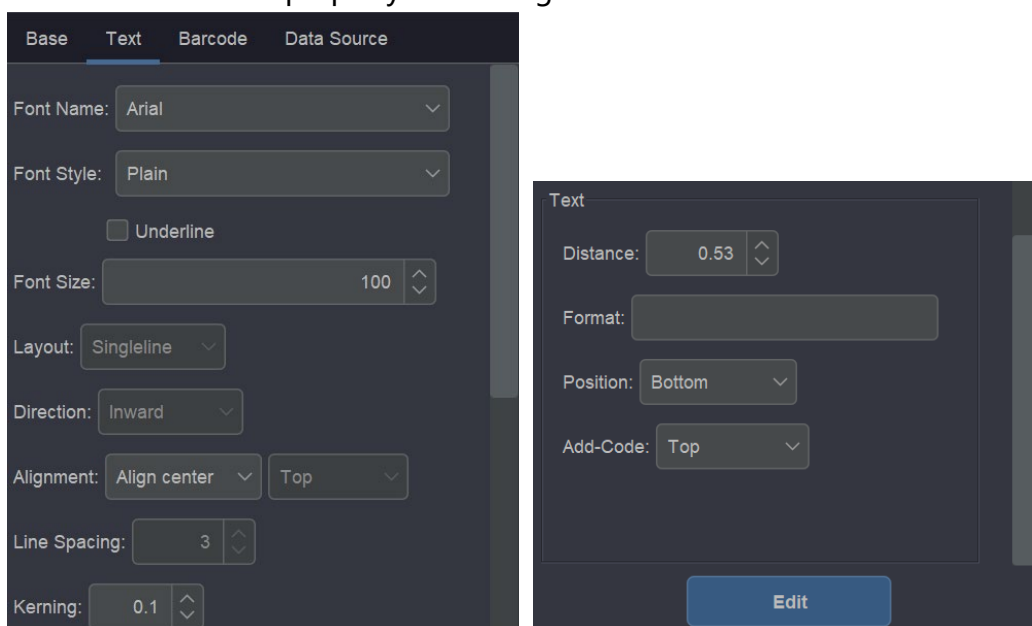 Base Text Barcode Data Source
Font Name: Arial
Font Style: Plain
Underline
Font Size: 100
Layout: Singleline
Direction: Inward
Alignment: Align center Top
Line Spacing: 3
Kerning: 0.1
Text
Distance: 0.53
Format:
Position: Bottom
Add-Code: Top
Edit